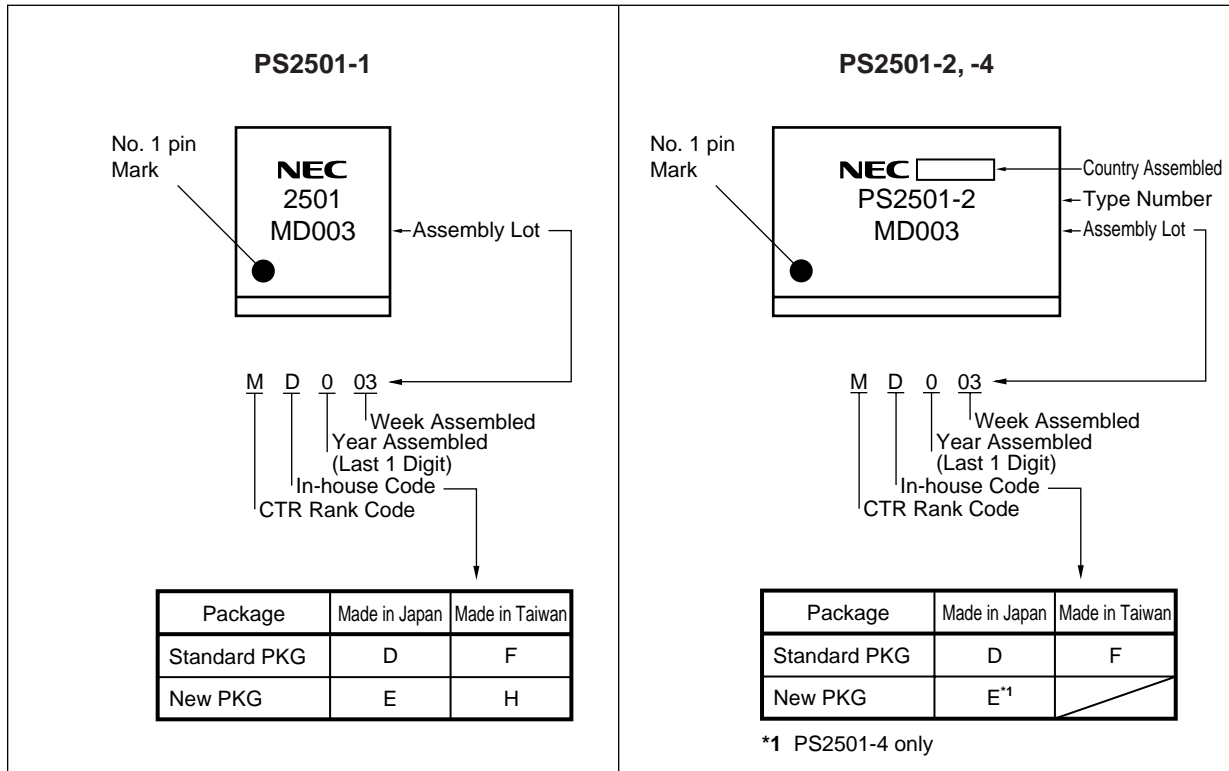 PS2501-1
No. 1 pin
Mark
NEC
2501
MD003
Assembly Lot
M D 0 03
Week Assembled
Year Assembled
(Last 1 Digit)
In-house Code
CTR Rank Code
Package Made in Japan Made in Taiwan
Standard PKG D F
New PKG E H
PS2501-2, -4
No. 1 pin
Mark
NEC
PS2501-2
MD003
Country Assembled
Type Number
Assembly Lot
M D 0 03
Week Assembled
Year Assembled
(Last 1 Digit)
In-house Code
CTR Rank Code
Package Made in Japan Made in Taiwan
Standard PKG D F
New PKG E*1
*1 PS2501-4 only